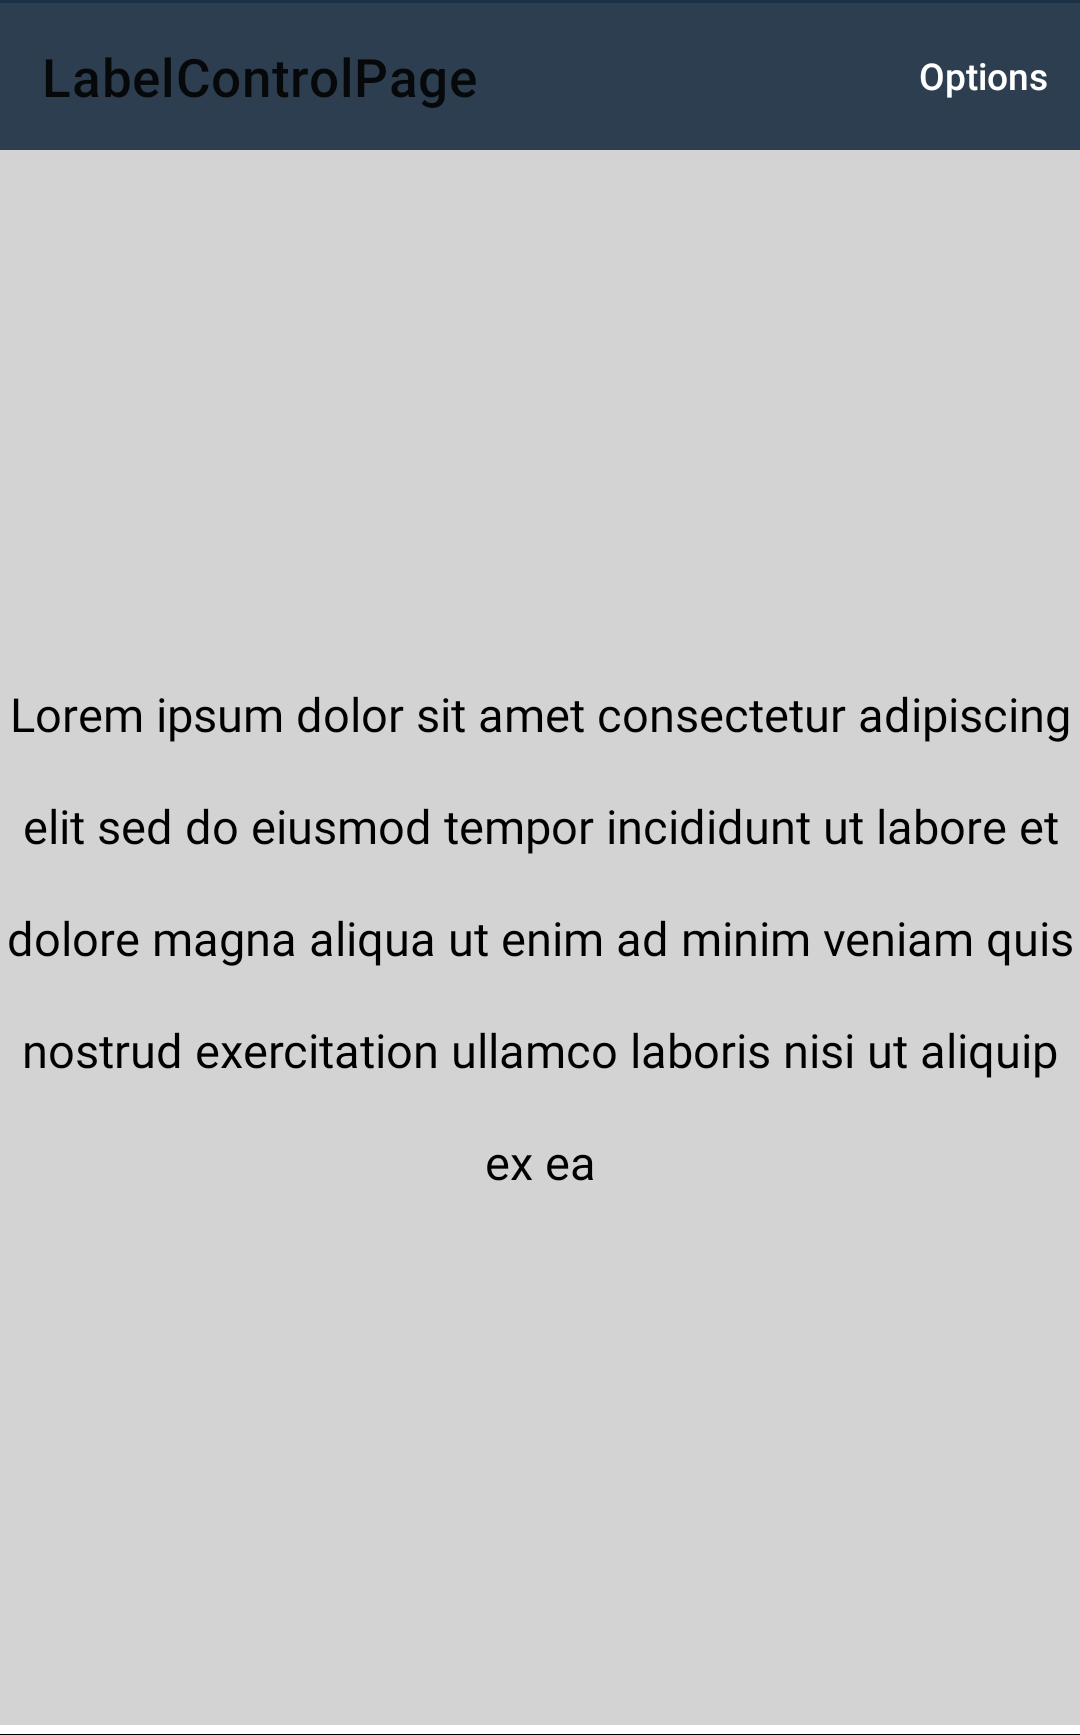 LabelControlPage
Options
Lorem ipsum dolor sit amet consectetur adipiscing
elit sed do eiusmod tempor incididunt ut labore et
dolore magna aliqua ut enim ad minim veniam quis
nostrud exercitation ullamco laboris nisi ut aliquip
ex ea